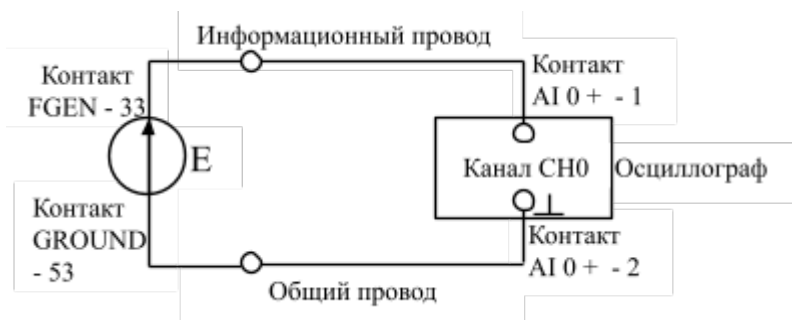 Информационный провод
Контакт
FGEN - 33
Контакт
AI 0 + - 1
E
Канал CH0
Осциллограф
Контакт
GROUND
- 53
Контакт
AI 0 + - 2
Общий провод